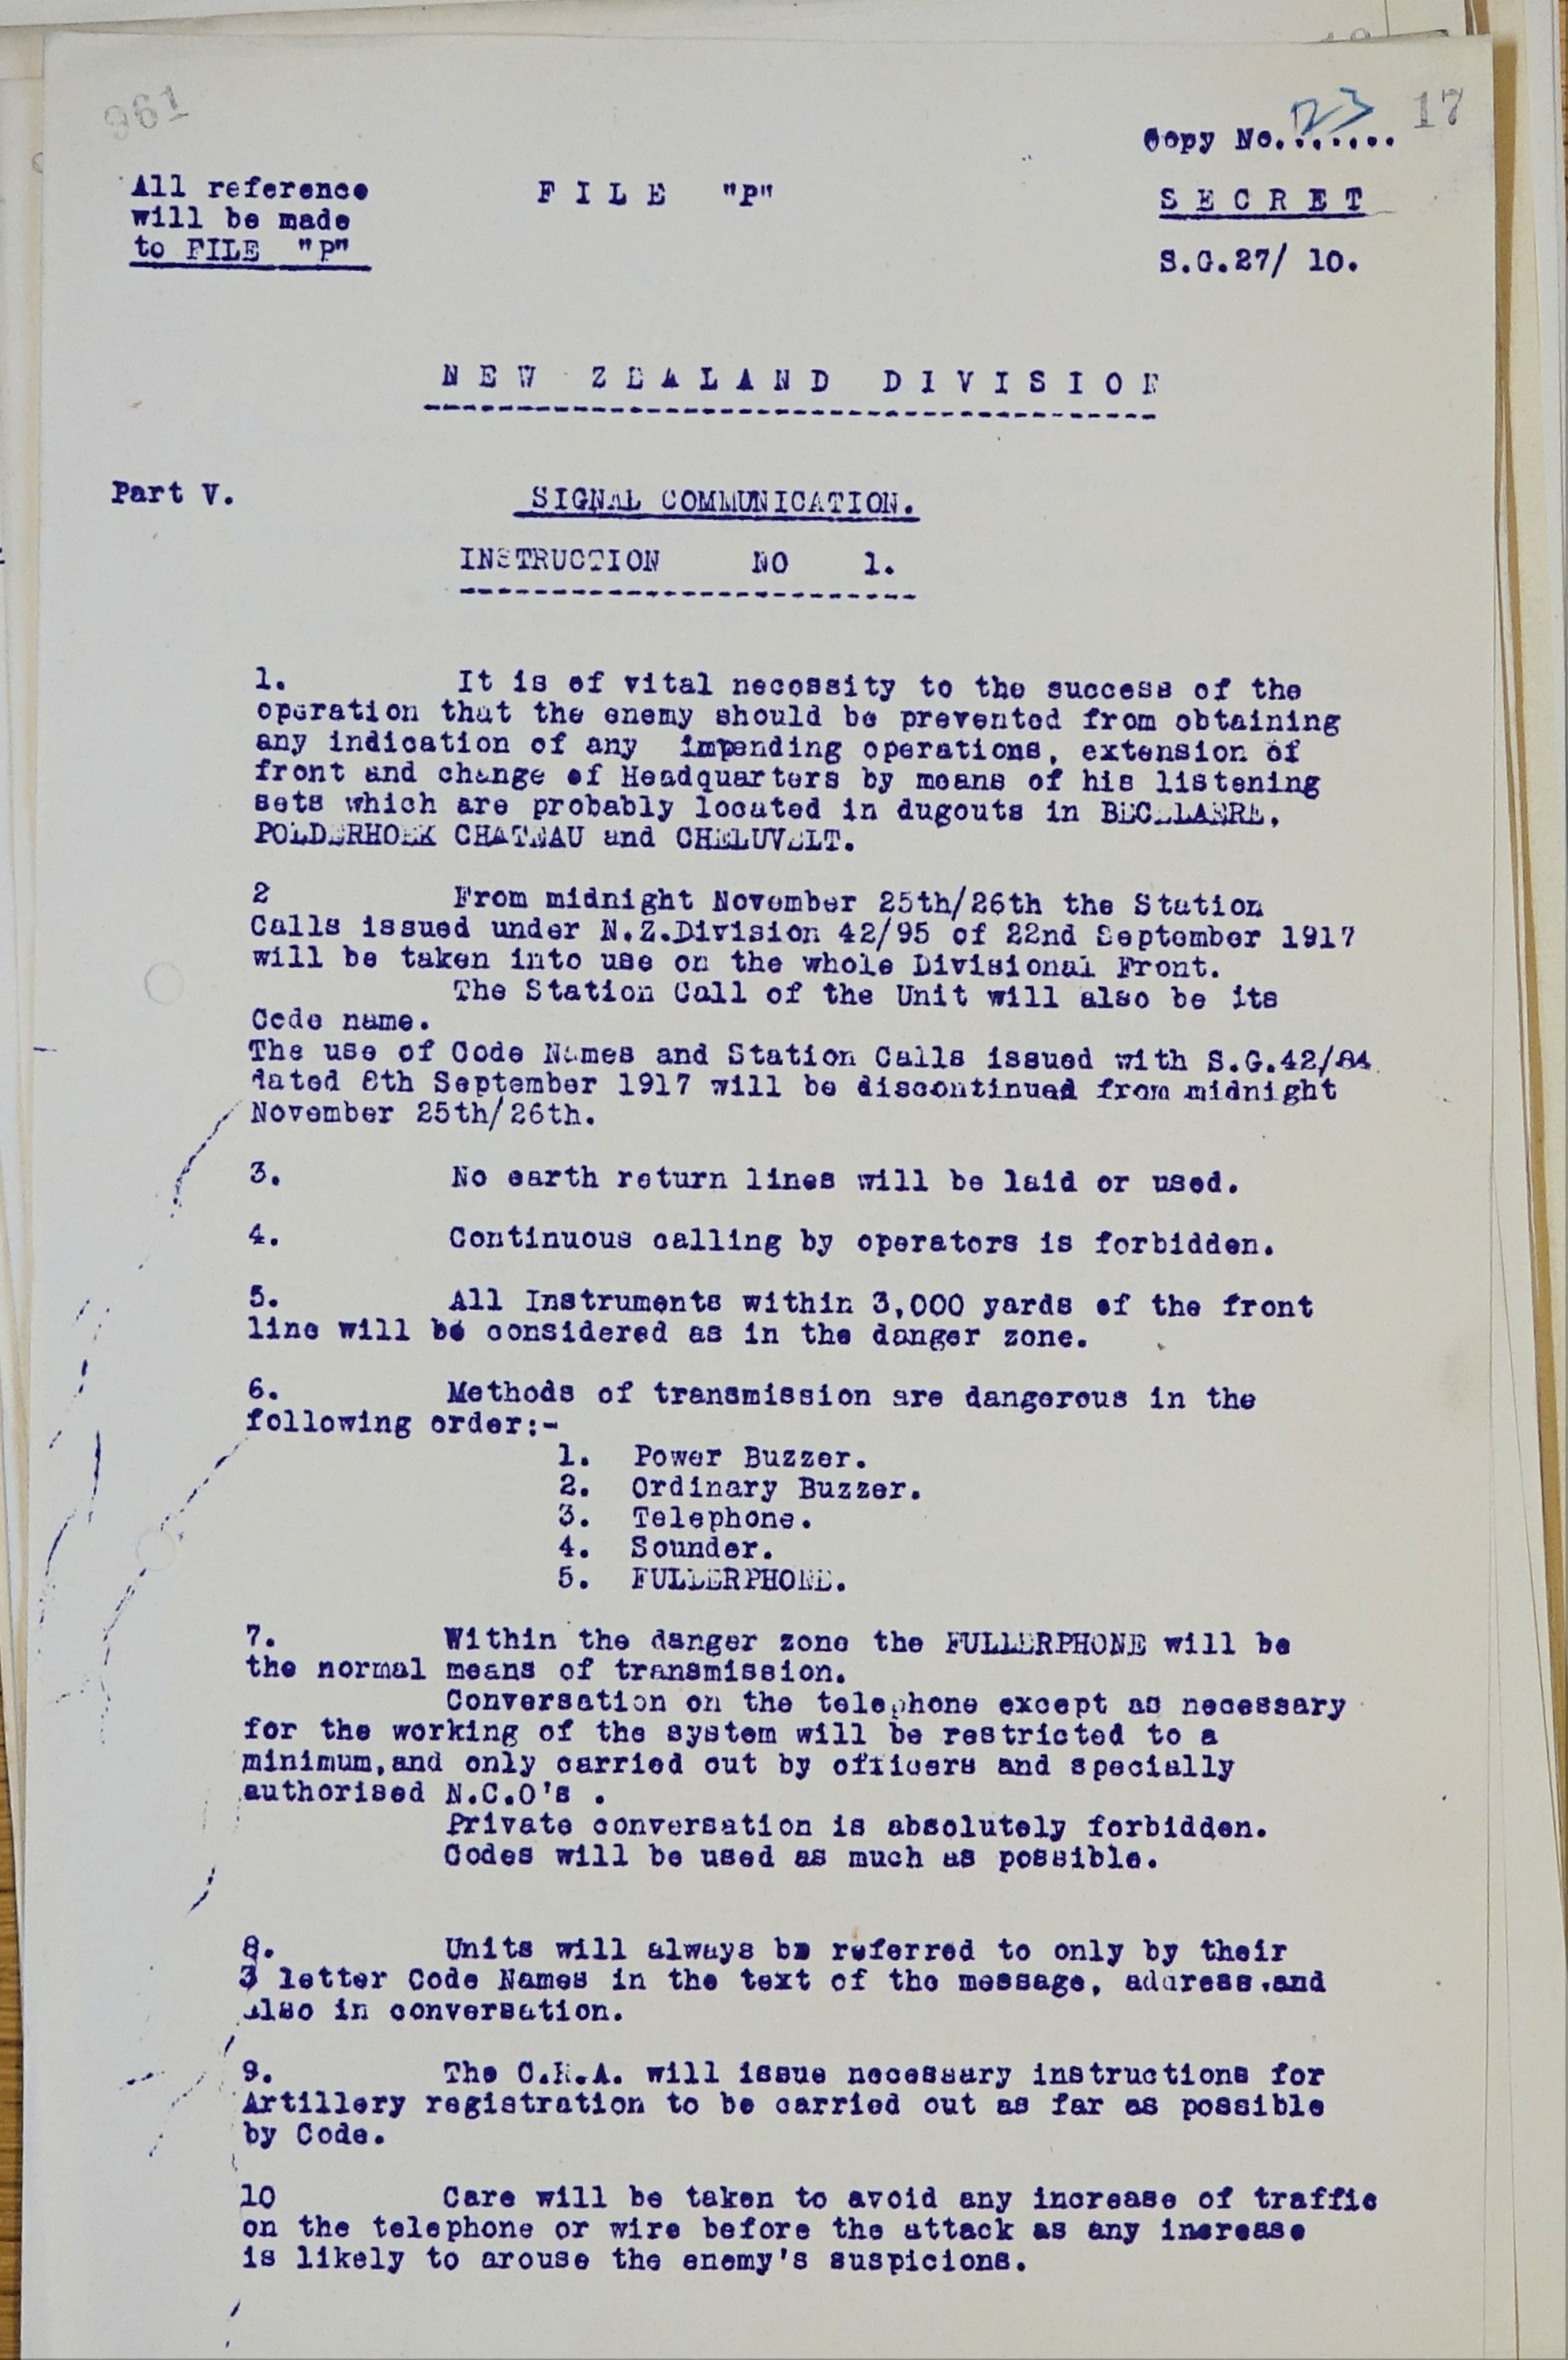 961
Copy No....... 23 17
All reference
will be made
to FILE "P"
F I L E "P"
S E C R E T
S.G.27/ 10.
N E W Z E A L A N D D I V I S I O N
Part V.
SIGNAL COMMUNICATION.
INSTRUCTION NO 1.
1. It is of vital necessity to the success of the
operation that the enemy should be prevented from obtaining
any indication of any impending operations, extension of
front and change of Headquarters by means of his listening
sets which are probably located in dugouts in BECELAERE,
POLDERHOEK CHATEAU and CHELUVELT.
2 From midnight November 25th/26th the Station
Calls issued under N.Z.Division 42/95 of 22nd September 1917
will be taken into use on the whole Divisional Front.
The Station Call of the Unit will also be its
Code name.
The use of Code Names and Station Calls issued with S.G.42/84
dated 8th September 1917 will be discontinued from midnight
November 25th/26th.
3. No earth return lines will be laid or used.
4. Continuous calling by operators is forbidden.
5. All Instruments within 3,000 yards of the front
line will be considered as in the danger zone.
6. Methods of transmission are dangerous in the
following order:-
1. Power Buzzer.
2. Ordinary Buzzer.
3. Telephone.
4. Sounder.
5. FULLERPHONE.
7. Within the danger zone the FULLERPHONE will be
the normal means of transmission.
Conversation on the telephone except as necessary
for the working of the system will be restricted to a
minimum,and only carried out by officers and specially
authorised N.C.O's .
Private conversation is absolutely forbidden.
Codes will be used as much as possible.
8. Units will always be referred to only by their
3 letter Code Names in the text of the message, address,and
also in conversation.
9. The C.R.A. will issue necessary instructions for
Artillery registration to be carried out as far as possible
by Code.
10 Care will be taken to avoid any increase of traffic
on the telephone or wire before the attack as any increase
is likely to arouse the enemy's suspicions.